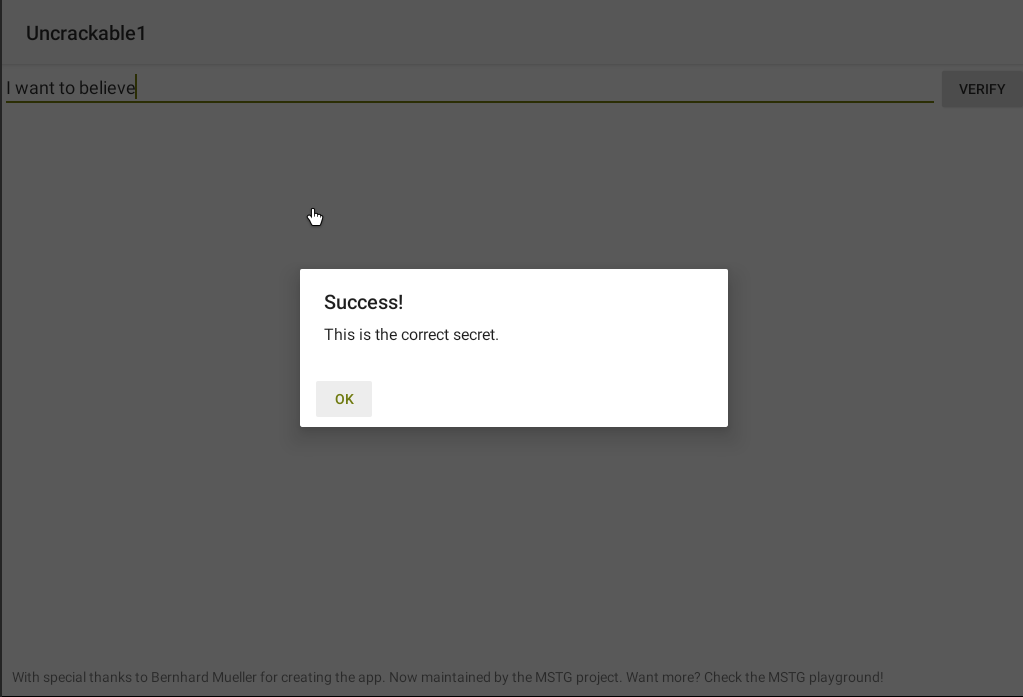 Uncrackable1
I want to believe
VERIFY
Success!
This is the correct secret.
OK
With special thanks to Bernhard Mueller for creating the app. Now maintained by the MSTG project. Want more? Check the MSTG playground!